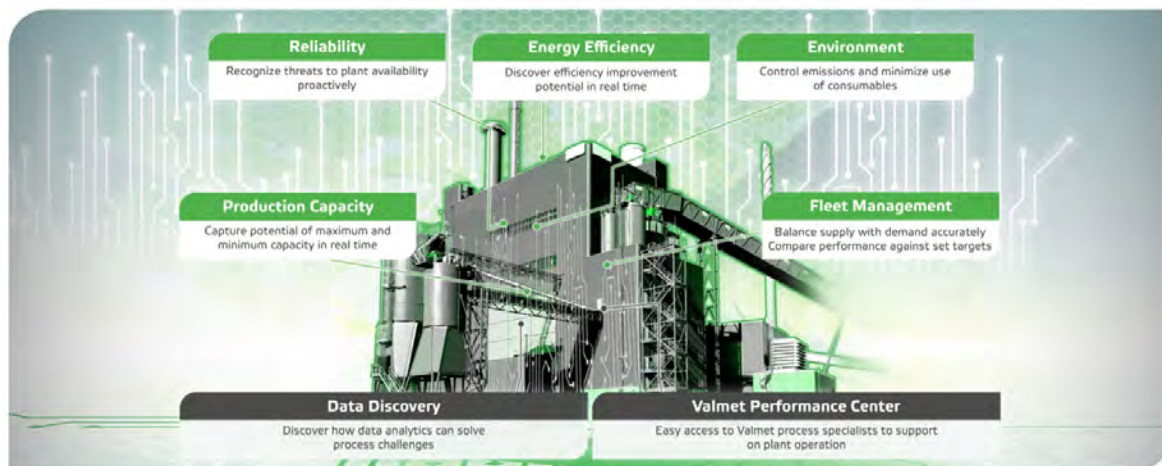 Reliability
Recognize threats to plant availability
proactively
Energy Efficiency
Discover efficiency improvement
potential in real time
Environment
Control emissions and minimize use
of consumables
Production Capacity
Capture potential of maximum and
minimum capacity in real time
Fleet Management
Balance supply with demand accurately
Compare performance against set targets
Data Discovery
Discover how data analytics can solve
process challenges
Valmet Performance Center
Easy access to Valmet process specialists to support
on plant operation